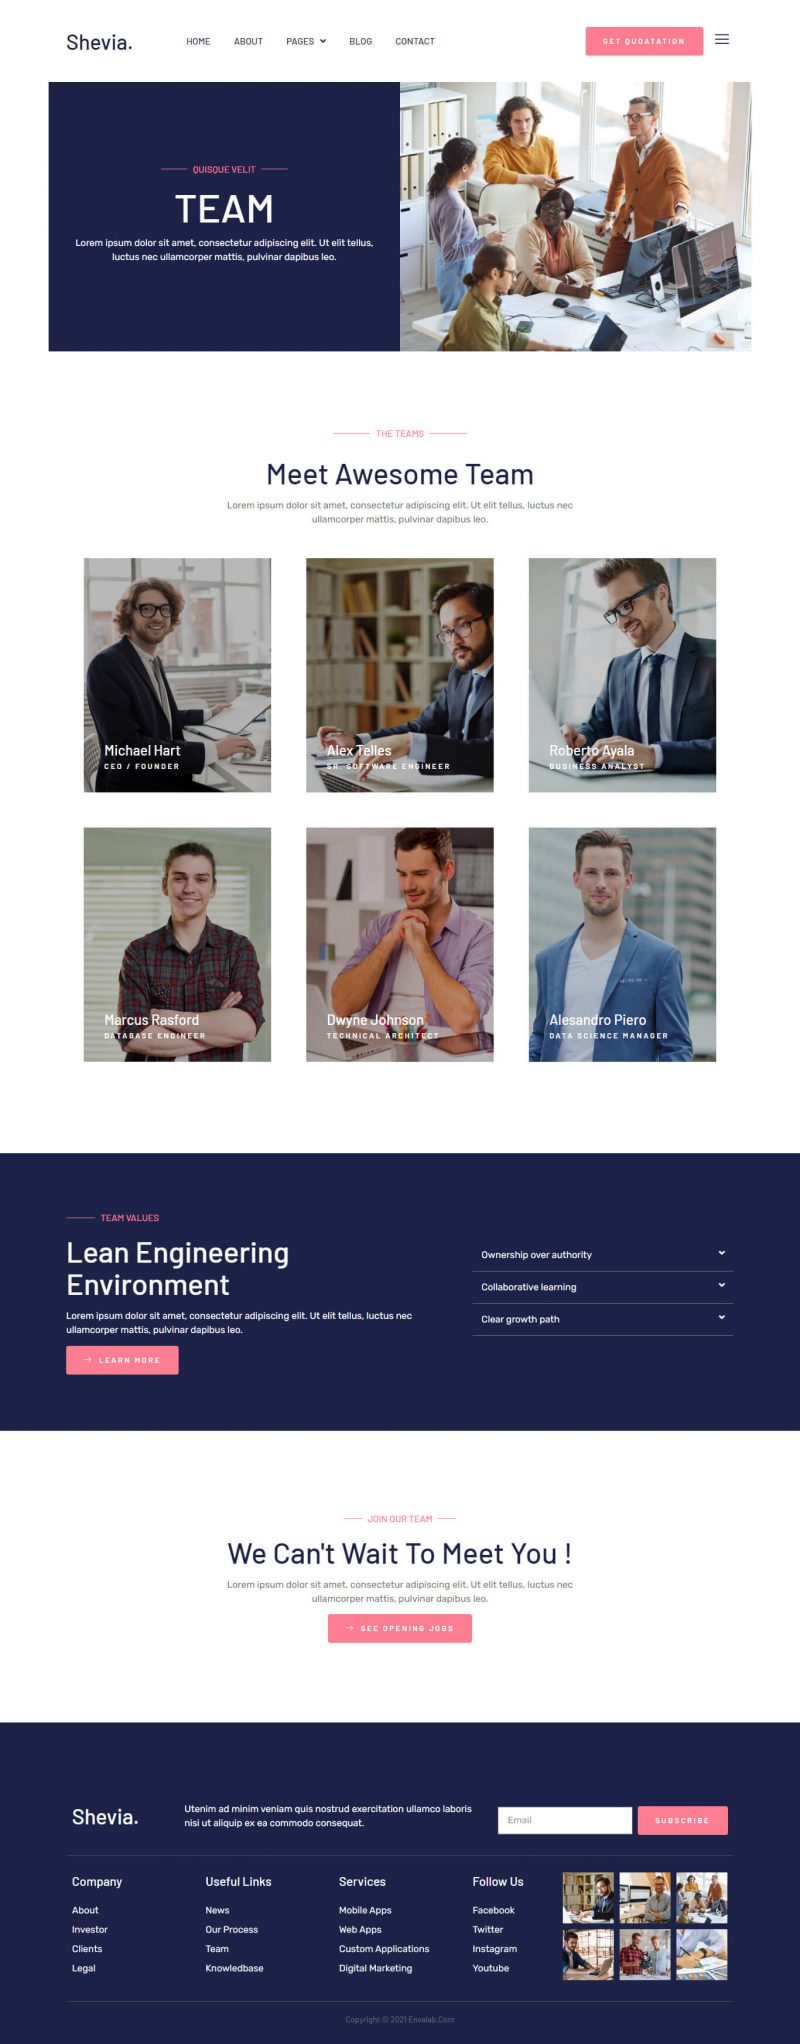 Shevia.
HOME
ABOUT
PAGES
BLOG
CONTACT
GET QUOATATION
QUISQUE VELIT
TEAM
Lorem ipsum dolor sit amet, consectetur adipiscing elit. Ut elit tellus,
luctus nec ullamcorper mattis, pulvinar dapibus leo.
THE TEAMS
Meet Awesome Team
Lorem ipsum dolor sit amet, consectetur adipiscing elit. Ut elit tellus, luctus nec
ullamcorper mattis, pulvinar dapibus leo.
Michael Hart
CEO / FOUNDER
Alex Telles
SR. SOFTWARE ENGINEER
Roberto Ayala
BUSINESS ANALYST
Marcus Rasford
DATABASE ENGINEER
Dwyne Johnson
TECHNICAL ARCHITECT
Alesandro Piero
DATA SCIENCE MANAGER
TEAM VALUES
Lean Engineering
Environment
Lorem ipsum dolor sit amet, consectetur adipiscing elit. Ut elit tellus, luctus nec
ullamcorper mattis, pulvinar dapibus leo.
LEARN MORE
Ownership over authority
Collaborative learning
Clear growth path
JOIN OUR TEAM
We Can't Wait To Meet You !
Lorem ipsum dolor sit amet, consectetur adipiscing elit. Ut elit tellus, luctus nec
ullamcorper mattis, pulvinar dapibus leo.
SEE OPENING JOBS
Shevia.
Utenim ad minim veniam quis nostrud exercitation ullamco laboris
nisi ut aliquip ex ea commodo consequat.
Email
SUBSCRIBE
Company
About
Investor
Clients
Legal
Useful Links
News
Our Process
Team
Knowledbase
Services
Mobile Apps
Web Apps
Custom Applications
Digital Marketing
Follow Us
Facebook
Twitter
Instagram
Youtube
Copyright © 2021 Envalab.Com